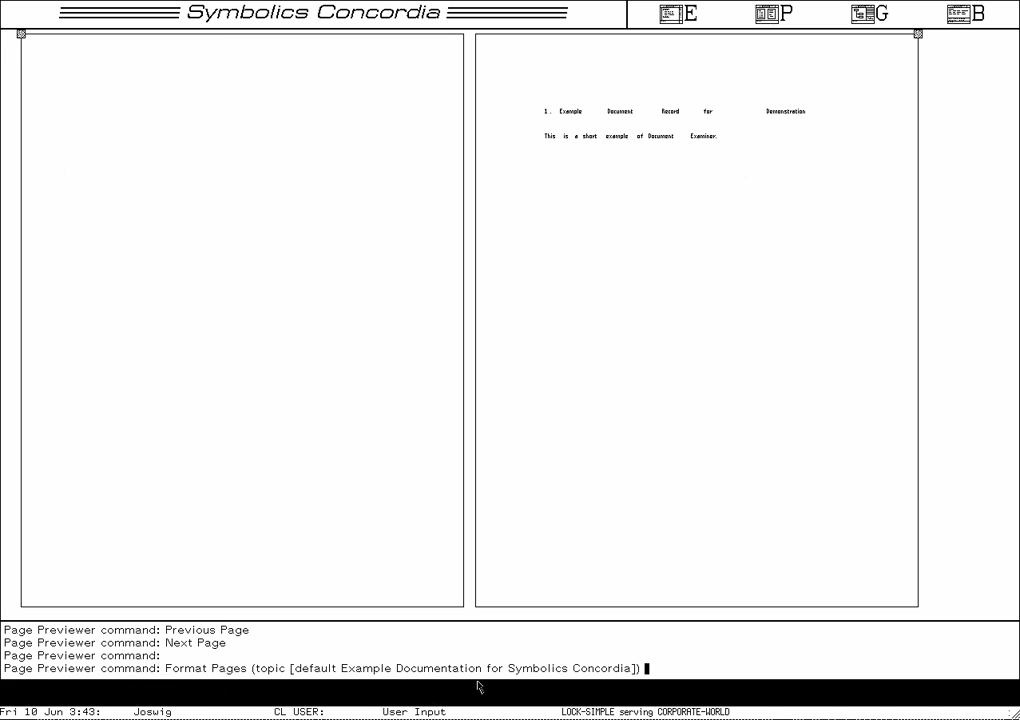 Symbolics Concordia
E P G B
1. Example Document Record for Demonstration
This is a short example of Document Examiner.
Page Previewer command: Previous Page
Page Previewer command: Next Page
Page Previewer command:
Page Previewer command: Format Pages (topic [default Example Documentation for Symbolics Concordia])
Fri 10 Jun 3:43: Joswig CL USER: User Input LOCK-SIMPLE serving CORPORATE-WORLD